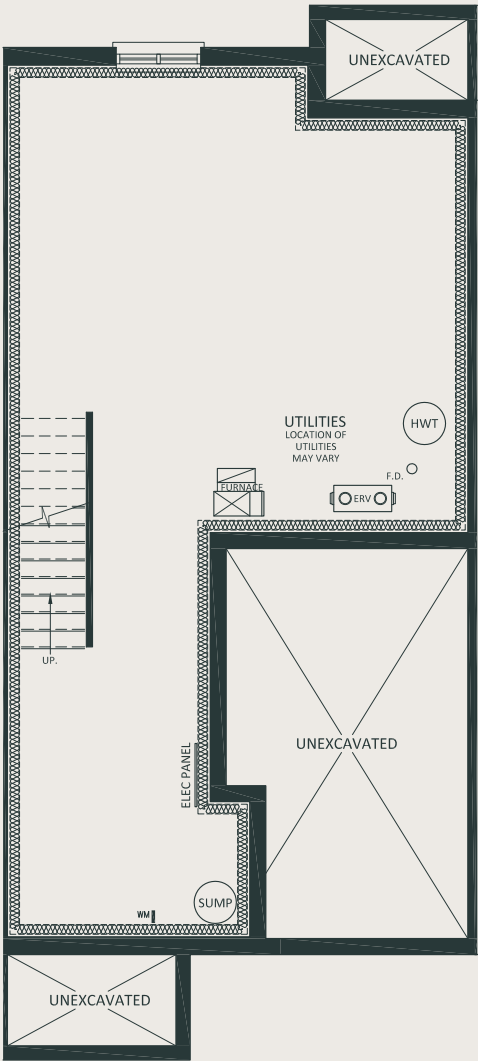 UNEXCAVATED
UTILITIES
LOCATION OF
UTILITIES
MAY VARY
HWT
F.D.
FURNACE
ERV
UP.
UNEXCAVATED
ELEC PANEL
SUMP
WM
UNEXCAVATED